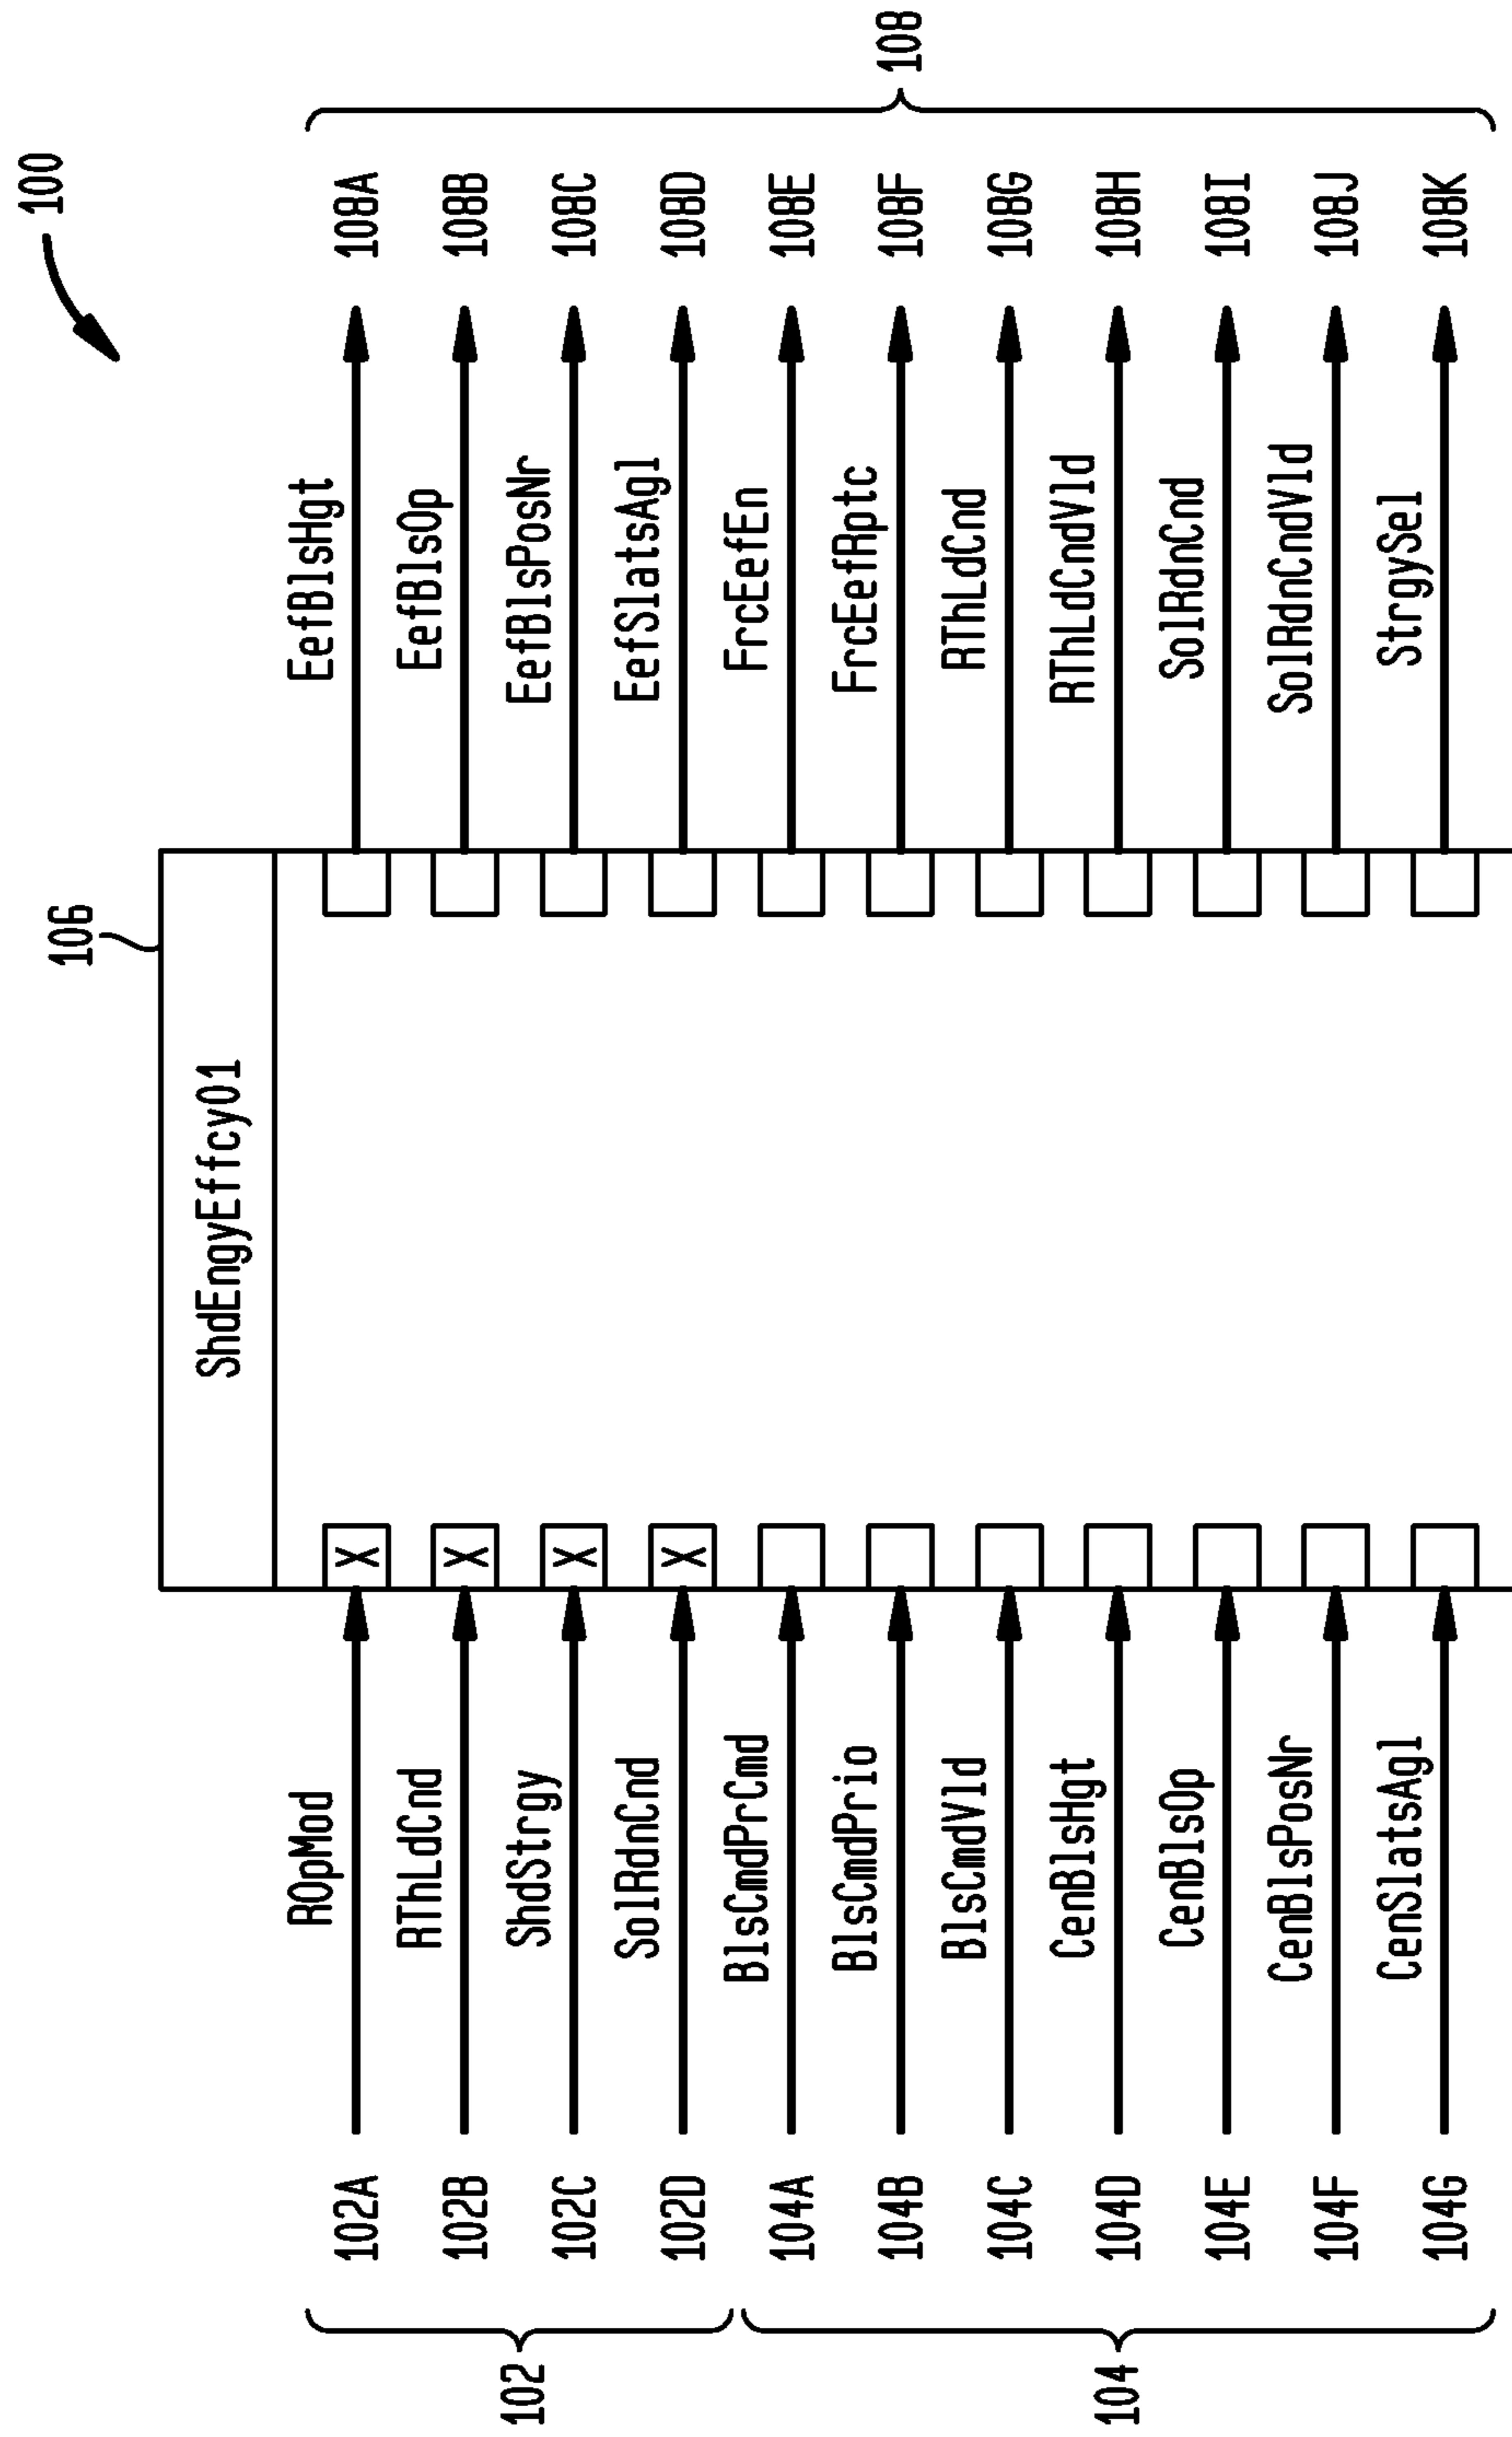 100
106
ShdEngyEffcy01
102
102A ROpMod X EefBlsHgt 108A
102B RThLdCnd X EefBlsOp 108B
102C ShdStrgy X EefBlsPosNr 108C
102D SolRdnCnd X EefSlatsAgl 108D
104
104A BlsCmdPrCmd FrcEefEn 108E
104B BlsCmdPrio FrcEefRptc 108F
104C BlsCmdVld RThLdCnd 108G
104D CenBlsHgt RThLdCndVld 108H
104E CenBlsOp SolRdnCnd 108I
104F CenBlsPosNr SolRdnCndVld 108J
104G CenSlatsAgl StrgySel 108K
108